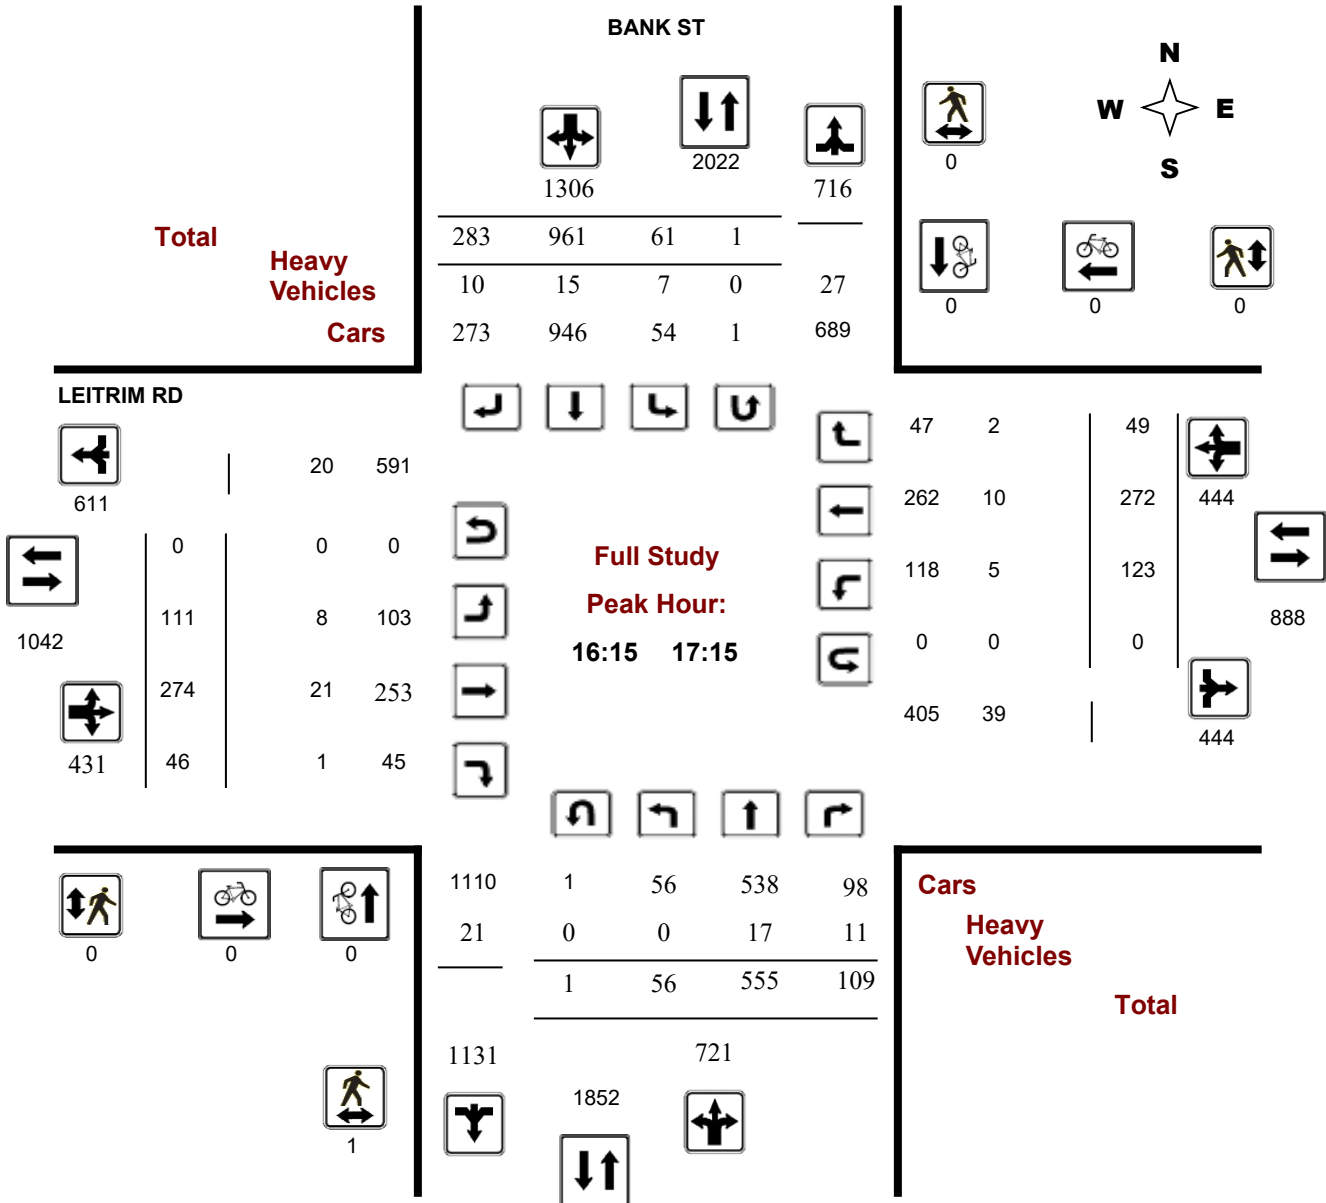 BANK ST
N
W E
S
2022
0
1306
716
Total
283 961 61 1
Heavy
Vehicles
10 15 7 0 27
0 0 0
Cars
273 946 54 1 689
LEITRIM RD
47 2 49
20 591
611
262 10 272 444
0 0 0
Full Study
118 5 123
Peak Hour:
111 8 103
888
1042
16:15 17:15
0 0 0
274 21 253
405 39
444
431 46 1 45
1110 1 56 538 98
Cars
21 0 0 17 11
Heavy
Vehicles
0 0 0
1 56 555 109
Total
1131 721
1852
1